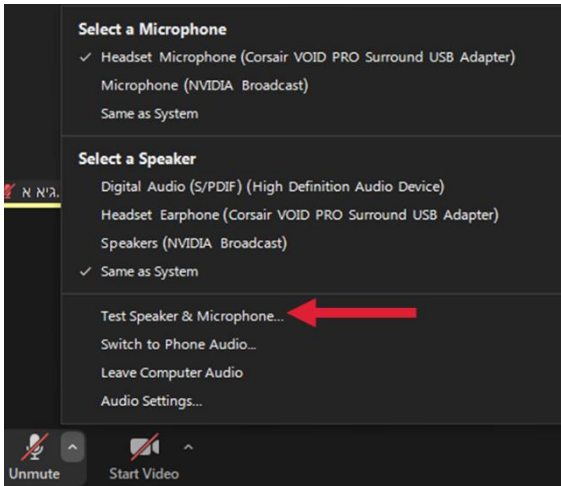 Select a Microphone
Headset Microphone (Corsair VOID PRO Surround USB Adapter)
Microphone (NVIDIA Broadcast)
Same as System
Select a Speaker
Digital Audio (S/PDIF) (High Definition Audio Device)
גיא א.
Headset Earphone (Corsair VOID PRO Surround USB Adapter)
Speakers (NVIDIA Broadcast)
Same as System
Test Speaker & Microphone...
Switch to Phone Audio...
Leave Computer Audio
Audio Settings...
Unmute
Start Video